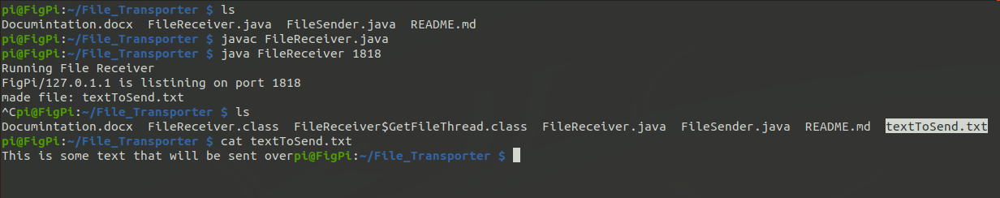 pi@FigPi:~/File_Transporter $ ls
Documintation.docx  FileReceiver.java  FileSender.java  README.md
pi@FigPi:~/File_Transporter $ javac FileReceiver.java
pi@FigPi:~/File_Transporter $ java FileReceiver 1818
Running File Receiver
FigPi/127.0.1.1 is listining on port 1818
made file: textToSend.txt
^Cpi@FigPi:~/File_Transporter $ ls
Documintation.docx  FileReceiver.class  FileReceiver$GetFileThread.class  FileReceiver.java  FileSender.java  README.md  textToSend.txt
pi@FigPi:~/File_Transporter $ cat textToSend.txt
This is some text that will be sent overpi@FigPi:~/File_Transporter $